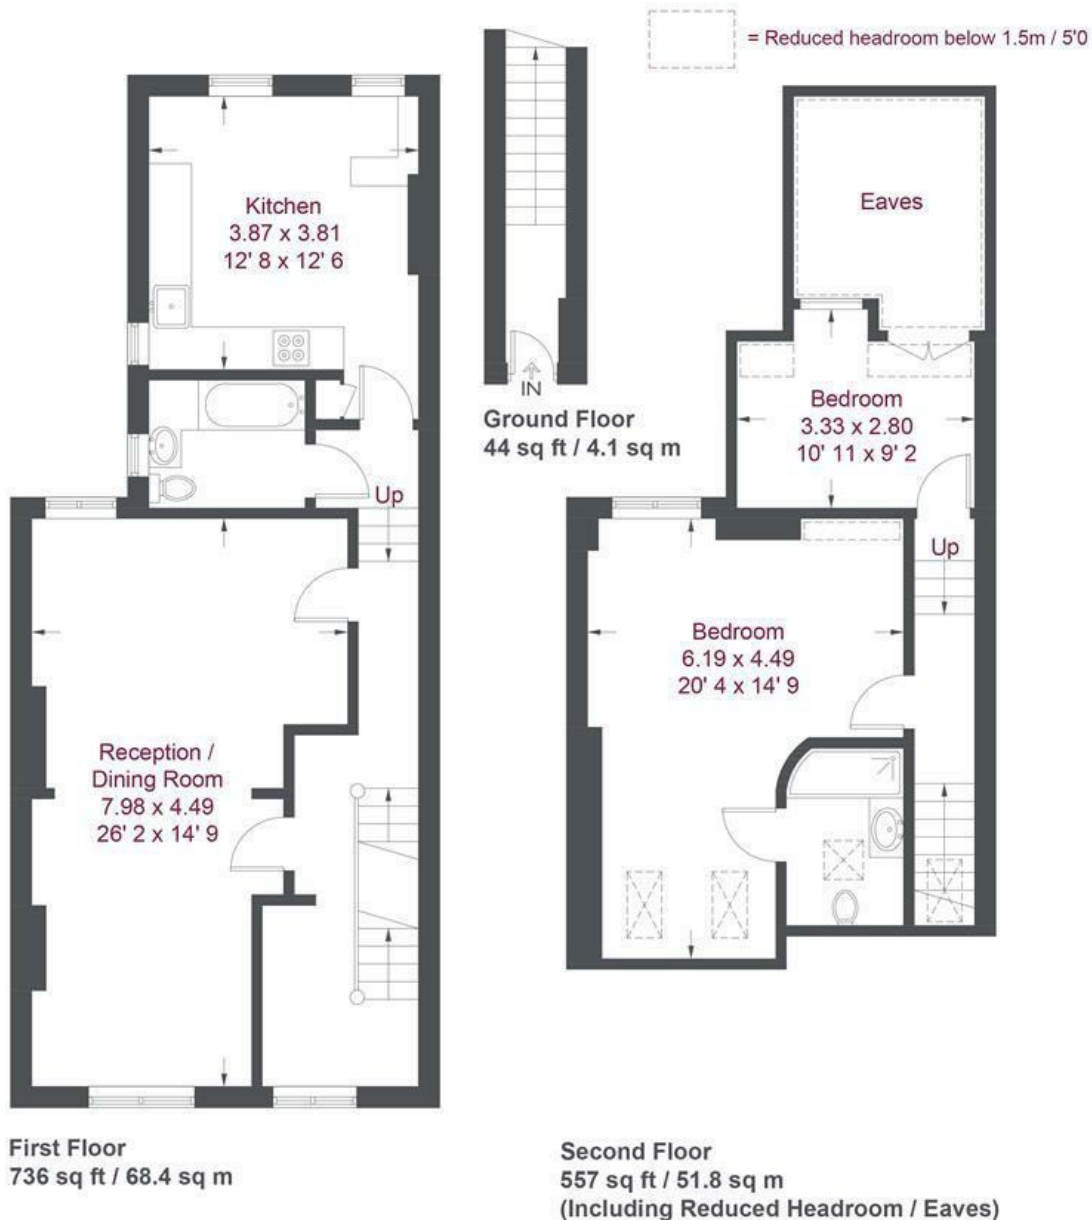 = Reduced headroom below 1.5m / 5'0
Kitchen
3.87 x 3.81
12' 8 x 12' 6
IN
Ground Floor
44 sq ft / 4.1 sq m
Eaves
Bedroom
3.33 x 2.80
10' 11 x 9' 2
Up
Up
Bedroom
6.19 x 4.49
20' 4 x 14' 9
Reception /
Dining Room
7.98 x 4.49
26' 2 x 14' 9
First Floor
736 sq ft / 68.4 sq m
Second Floor
557 sq ft / 51.8 sq m
(Including Reduced Headroom / Eaves)